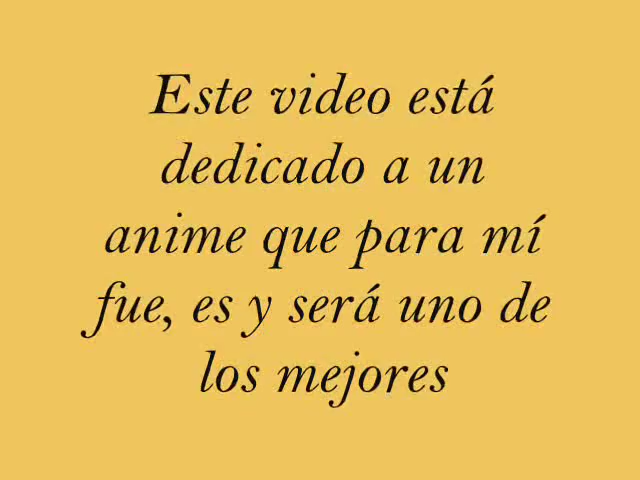 Este video está
dedicado a un
anime que para mí
fue, es y será uno de
los mejores